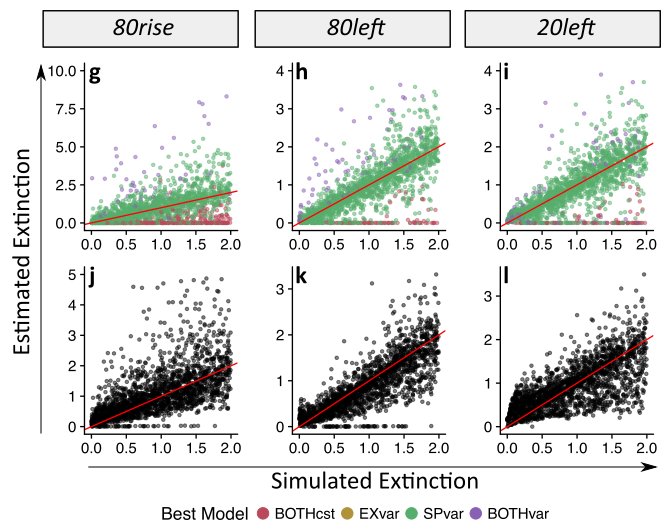 80rise 80left 20left
g h i
10.0 4 4
7.5 3 3
5.0 2 2
2.5 1 1
0.0 0 0
0.0 0.5 1.0 1.5 2.0 0.0 0.5 1.0 1.5 2.0 0.0 0.5 1.0 1.5 2.0
Estimated Extinction
j k l
5
4 3 3
3 2 2
2 1 1
1
0 0 0
0.0 0.5 1.0 1.5 2.0 0.0 0.5 1.0 1.5 2.0 0.0 0.5 1.0 1.5 2.0
Simulated Extinction
Best Model BOTHcst EXvar SPvar BOTHvar